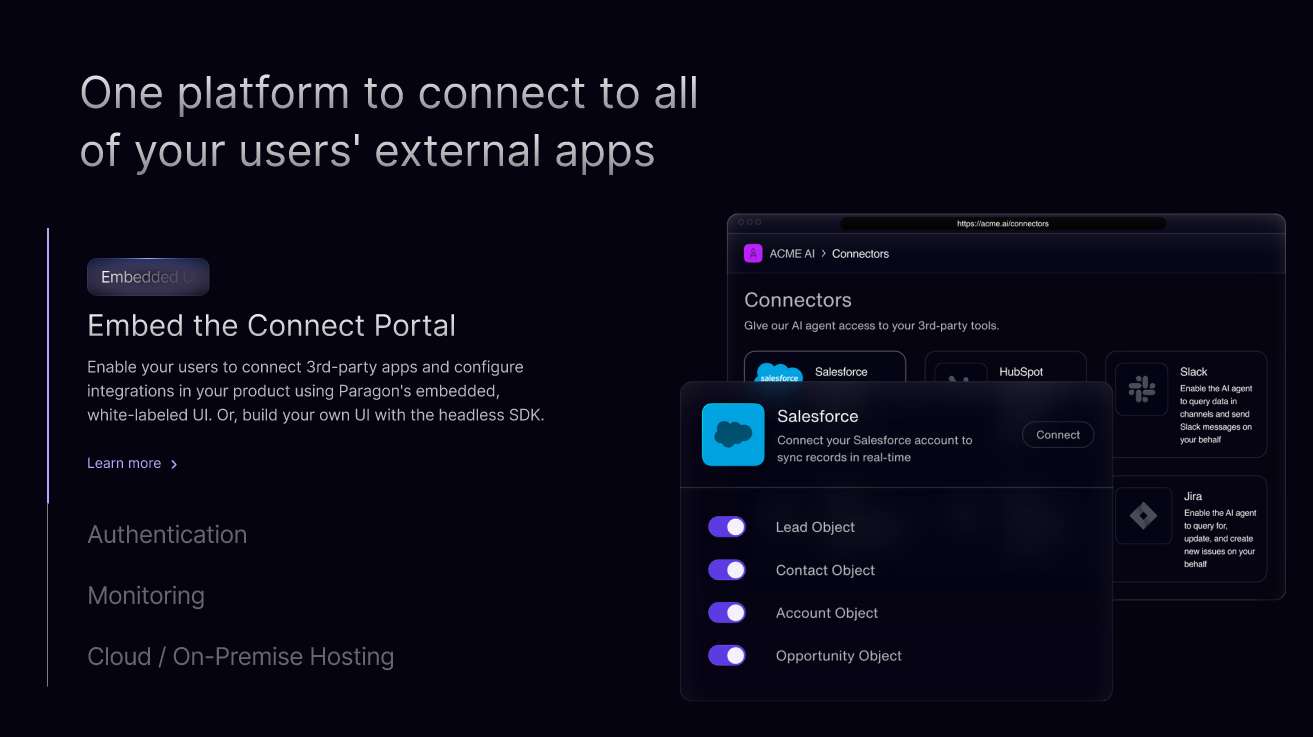 One platform to connect to all
of your users' external apps
Embedded U
Embed the Connect Portal
Enable your users to connect 3rd-party apps and configure
integrations in your product using Paragon's embedded,
white-labeled UI. Or, build your own UI with the headless SDK.
Learn more
Authentication
Monitoring
Cloud / On-Premise Hosting
https://acme.ai/connectors
ACME AI > Connectors
Connectors
Give our AI agent access to your 3rd-party tools.
salesforce
Salesforce
HubSpot
Slack
Enable the AI agent
to query data in
channels and send
Slack messages on
your behalf
Jira
Enable the AI agent
to query for,
update, and create
new issues on your
behalf
Salesforce
Connect your Salesforce account to
sync records in real-time
Connect
Lead Object
Contact Object
Account Object
Opportunity Object